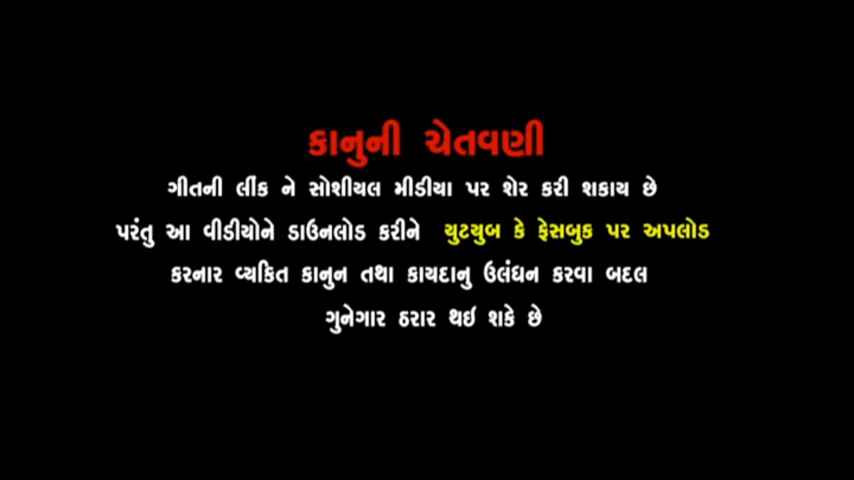 કાનુની ચેતવણી
ગીતની લીંક ને સોશીયલ મીડીયા પર શેર કરી શકાય છે
પરંતુ આ વીડીયોને ડાઉનલોડ કરીને યુટયુબ કે ફેસબુક પર અપલોડ
કરનાર વ્યકિત કાનુન તથા કાયદાનુ ઉલંઘન કરવા બદલ
ગુનેગાર ઠરાર થઇ શકે છે